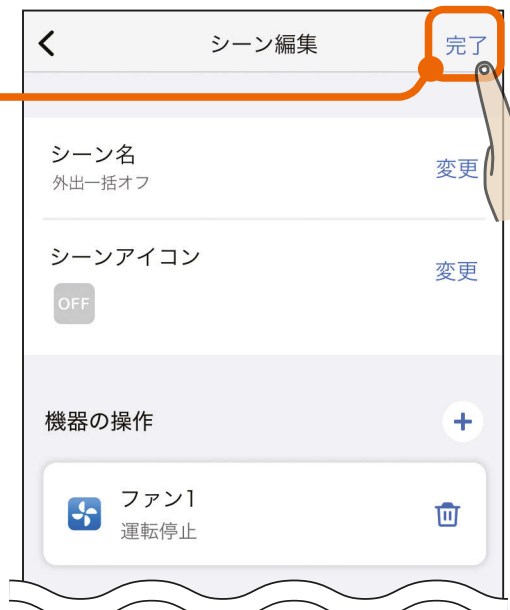 シーン編集
完了
シーン名
変更
外出一括オフ
シーンアイコン
変更
OFF
機器の操作
ファン1
運転停止